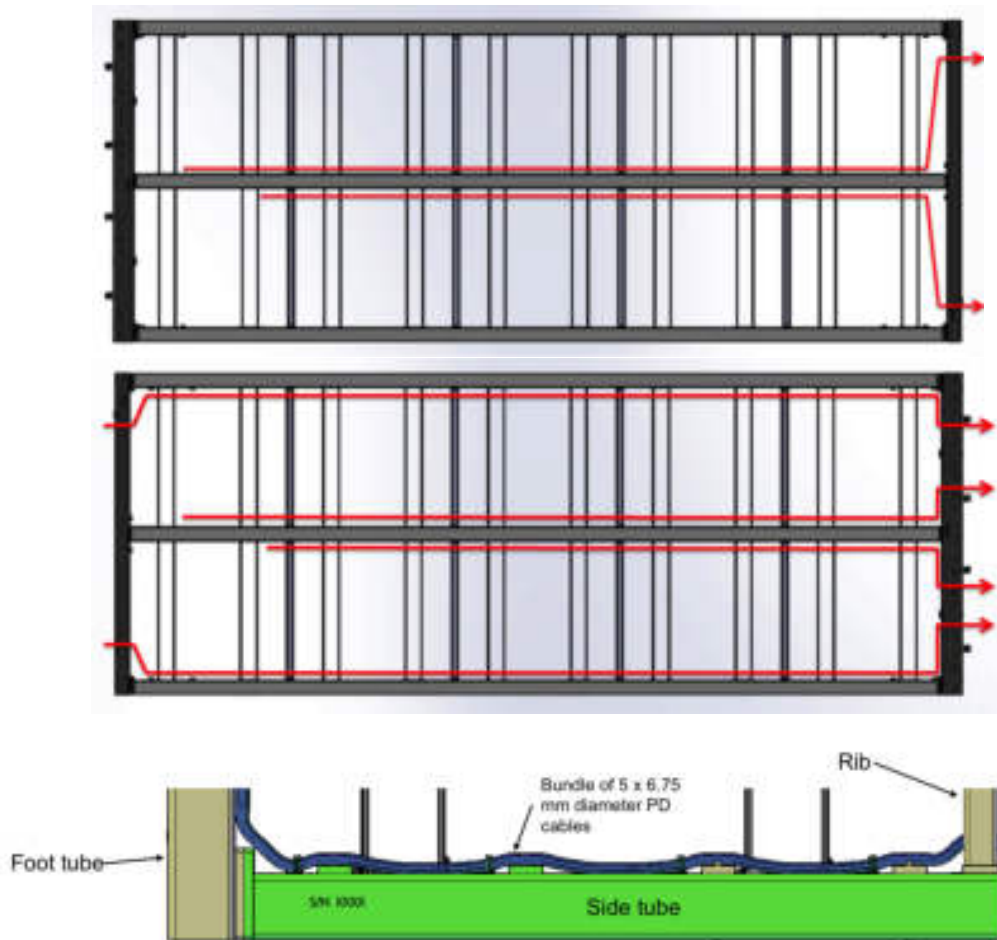 Bundle of 5 x 6.75
mm diameter PD
cables
Rib
Foot tube
S/N XXXX
Side tube